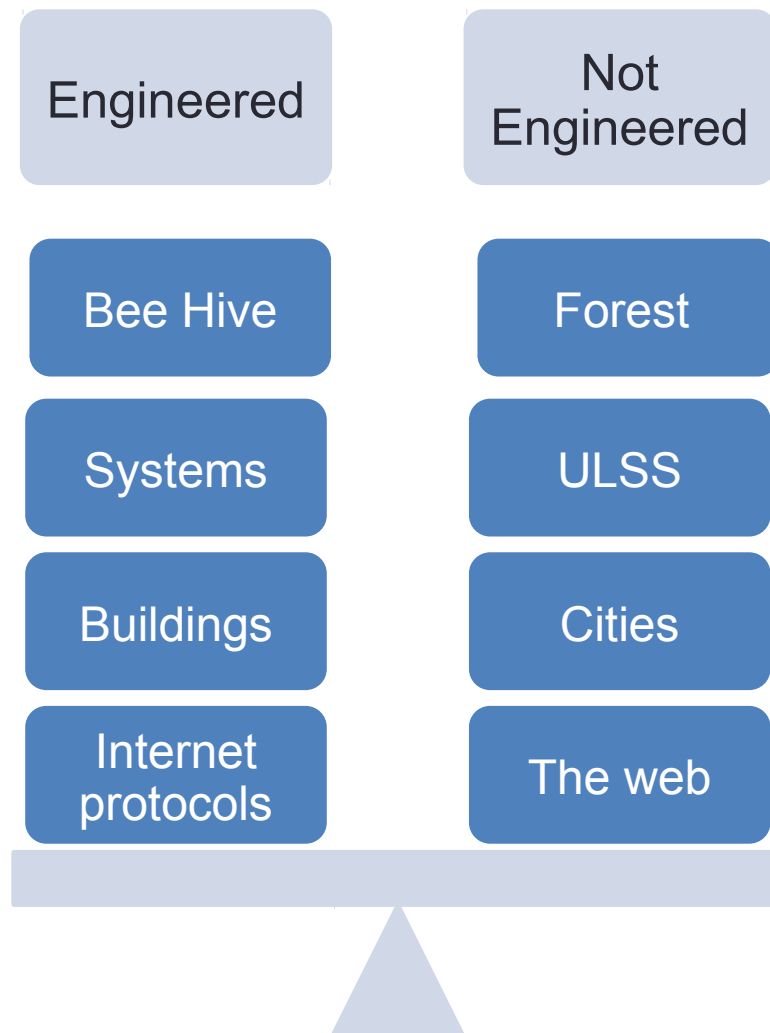 Engineered
Not
Engineered
Bee Hive
Forest
Systems
ULSS
Buildings
Cities
Internet
protocols
The web